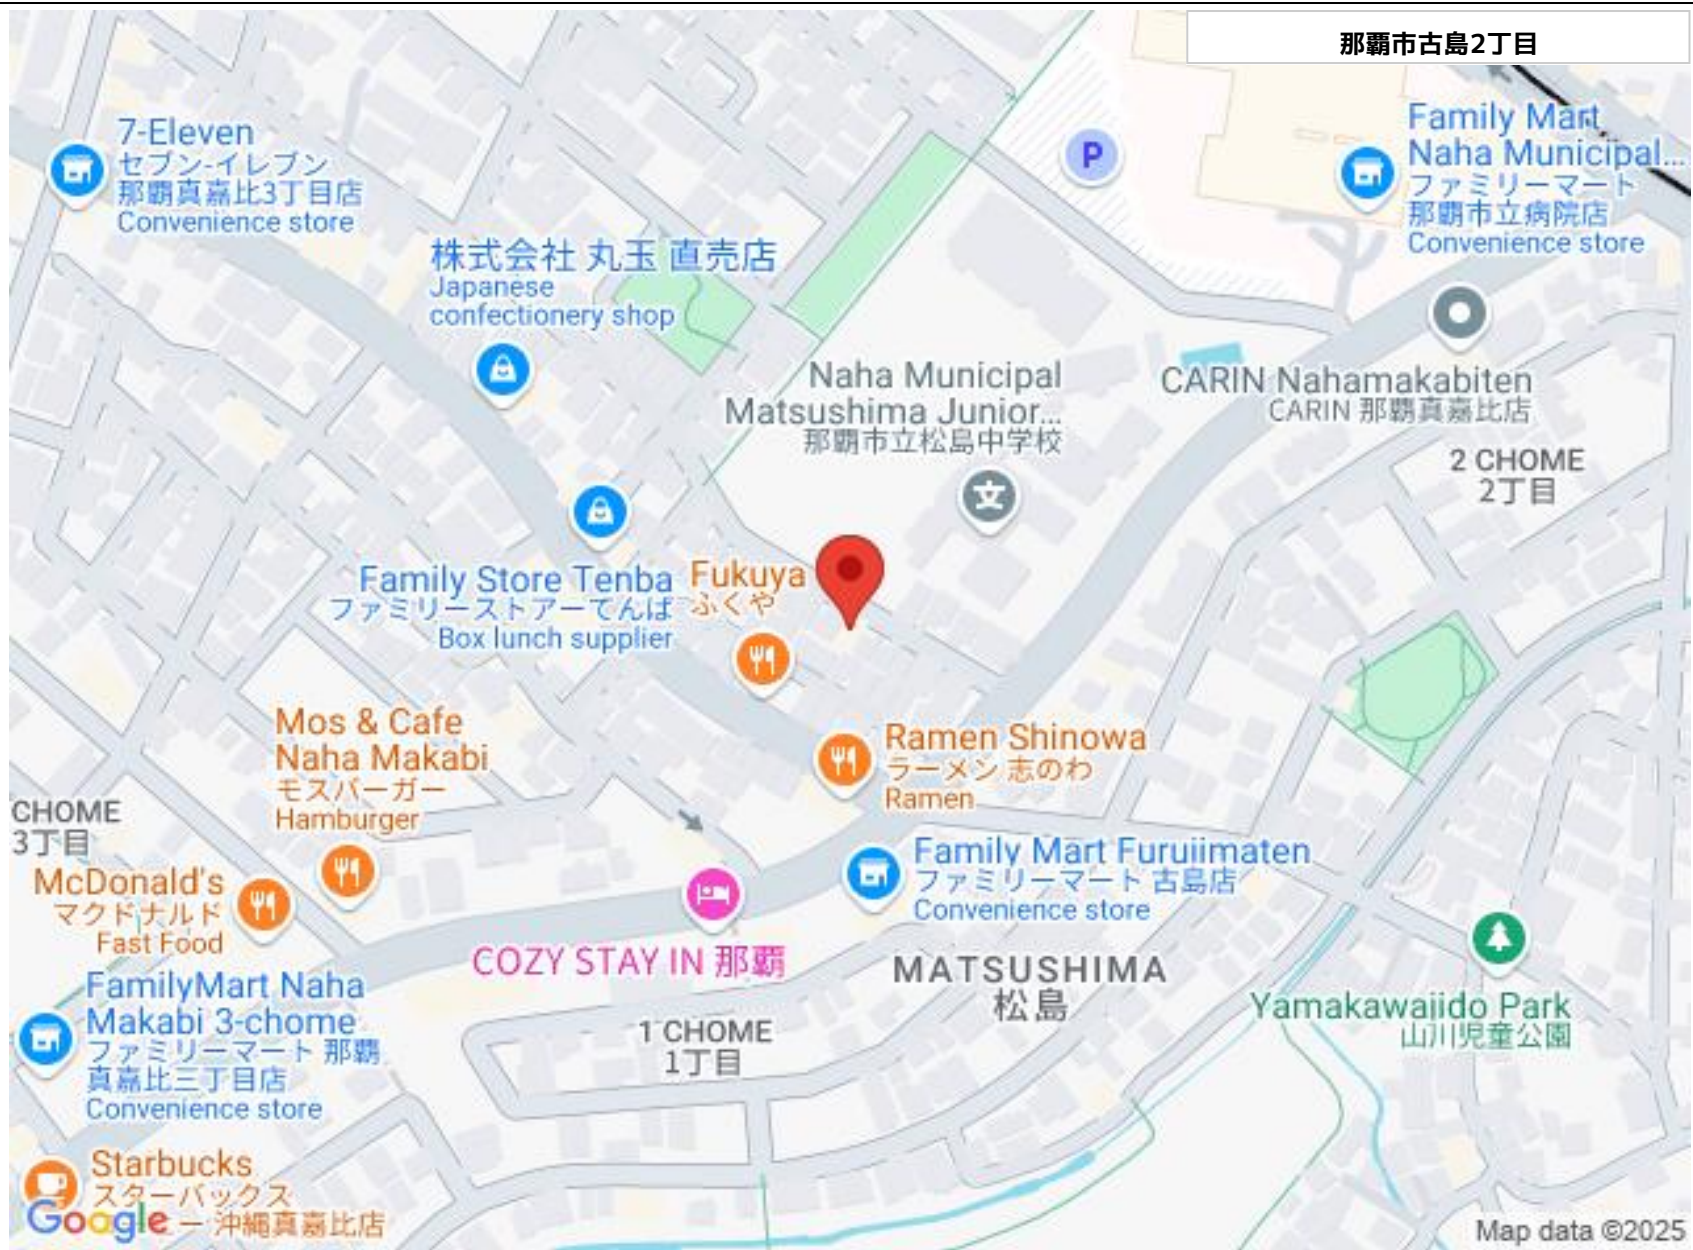 那覇市古島2丁目
7-Eleven
セブン-イレブン
那覇真嘉比3丁目店
Convenience store
P
Family Mart
Naha Municipal...
ファミリーマート
那覇市立病院店
Convenience store
株式会社 丸玉 直売店
Japanese
confectionery shop
Naha Municipal
Matsushima Junior...
那覇市立松島中学校
文
CARIN Nahamakabiten
CARIN 那覇真嘉比店
2 CHOME
2丁目
Family Store Tenba
ファミリーストアーてんば
Box lunch supplier
Fukuya
ふくや
Mos & Cafe
Naha Makabi
モスバーガー
Hamburger
Ramen Shinowa
ラーメン 志のわ
Ramen
CHOME
3丁目
McDonald's
マクドナルド
Fast Food
Family Mart Furujimaten
ファミリーマート 古島店
Convenience store
COZY STAY IN 那覇
MATSUSHIMA
松島
FamilyMart Naha
Makabi 3-chome
ファミリーマート 那覇
真嘉比三丁目店
Convenience store
1 CHOME
1丁目
Yamakawajido Park
山川児童公園
Starbucks
スターバックス
ー 沖縄真嘉比店
Google
Map data ©2025